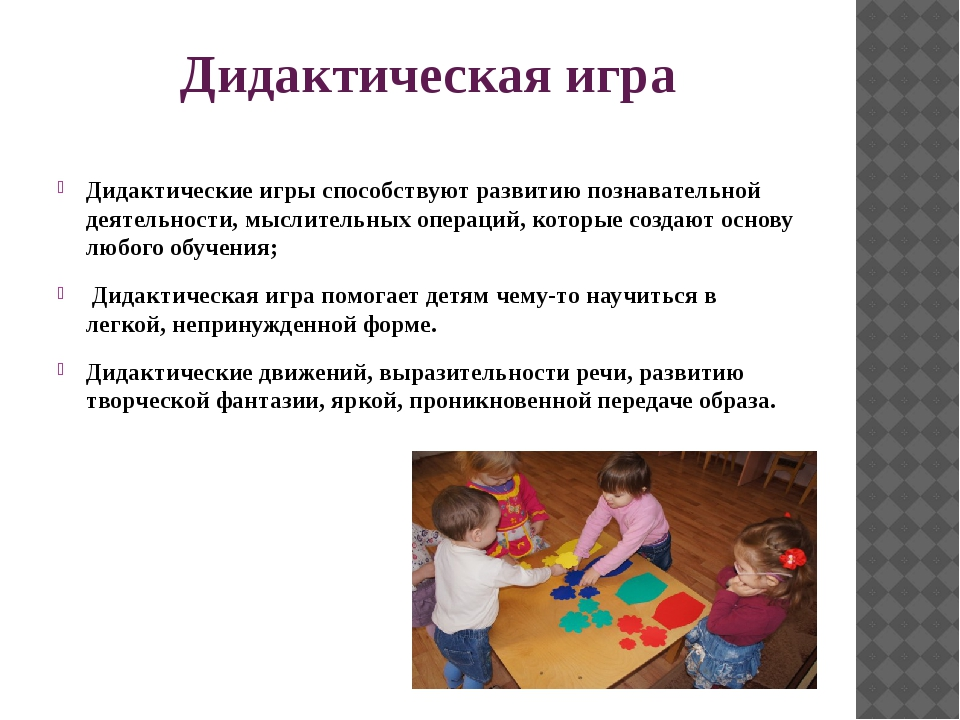 Дидактическая игра
Дидактические игры способствуют развитию познавательной
деятельности, мыслительных операций, которые создают основу
любого обучения;
Дидактическая игра помогает детям чему-то научиться в
легкой, непринужденной форме.
Дидактические движений, выразительности речи, развитию
творческой фантазии, яркой, проникновенной передаче образа.